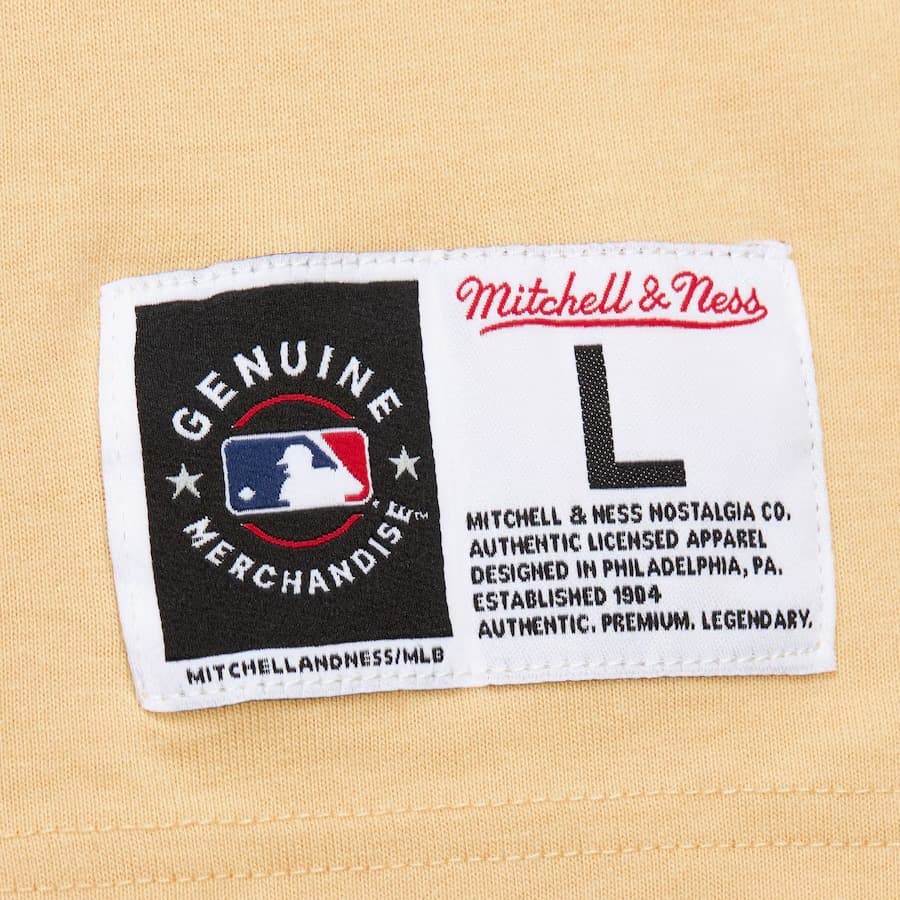 GENUINE
MERCHANDISE™
MITCHELLANDNESS/MLB
Mitchell & Ness
L
MITCHELL & NESS NOSTALGIA CO.
AUTHENTIC LICENSED APPAREL
DESIGNED IN PHILADELPHIA, PA.
ESTABLISHED 1904
AUTHENTIC. PREMIUM. LEGENDARY.